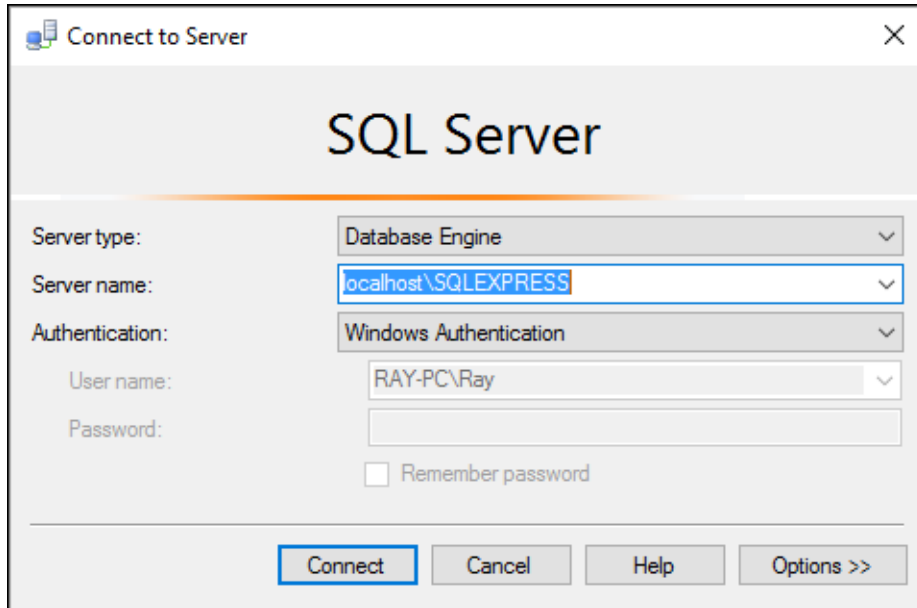 Connect to Server
SQL Server
Server type: Database Engine
Server name: localhost\SQLEXPRESS
Authentication: Windows Authentication
User name: RAY-PC\Ray
Password:
Remember password
Connect Cancel Help Options >>